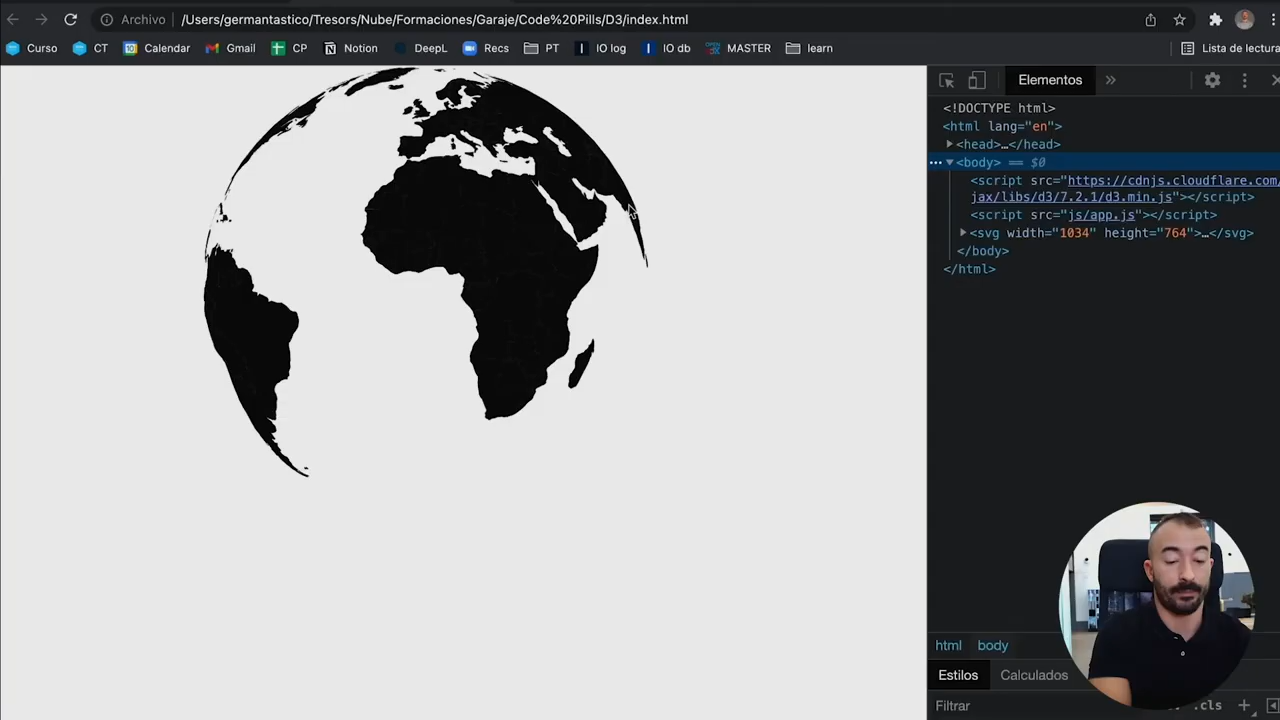 Archivo | /Users/germantastico/Tresors/Nube/Formaciones/Garaje/Code%20Pills/D3/index.html
Curso CT Calendar Gmail CP Notion DeepL Recs PT IO log IO db MASTER learn Lista de lectura
Elementos
<!DOCTYPE html>
<html lang="en">
<head>…</head>
<body> == $0
<script src="https://cdnjs.cloudflare.com/
jax/libs/d3/7.2.1/d3.min.js"></script>
<script src="js/app.js"></script>
<svg width="1034" height="764">…</svg>
</body>
</html>
html body
Estilos Calculados
Filtrar .cls